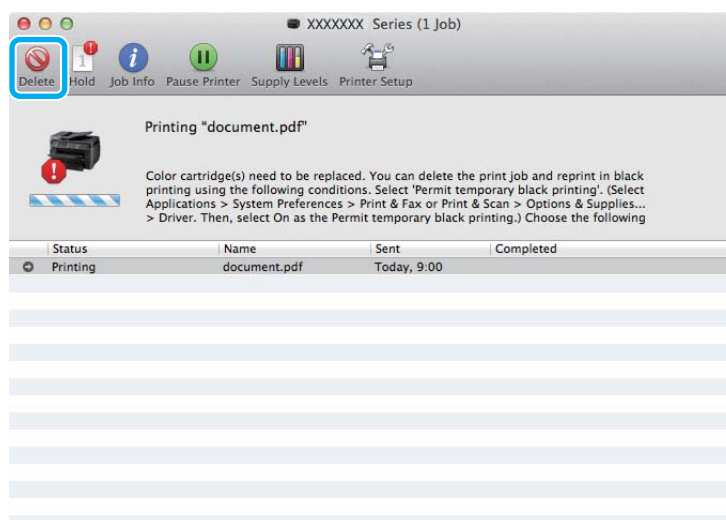 XXXXXXX Series (1 Job)
1
Delete Hold Job Info Pause Printer Supply Levels Printer Setup
Printing "document.pdf"
Color cartridge(s) need to be replaced. You can delete the print job and reprint in black
printing using the following conditions. Select 'Permit temporary black printing'. (Select
Applications > System Preferences > Print & Fax or Print & Scan > Options & Supplies...
> Driver. Then, select On as the Permit temporary black printing.) Choose the following
Status Name Sent Completed
Printing document.pdf Today, 9:00